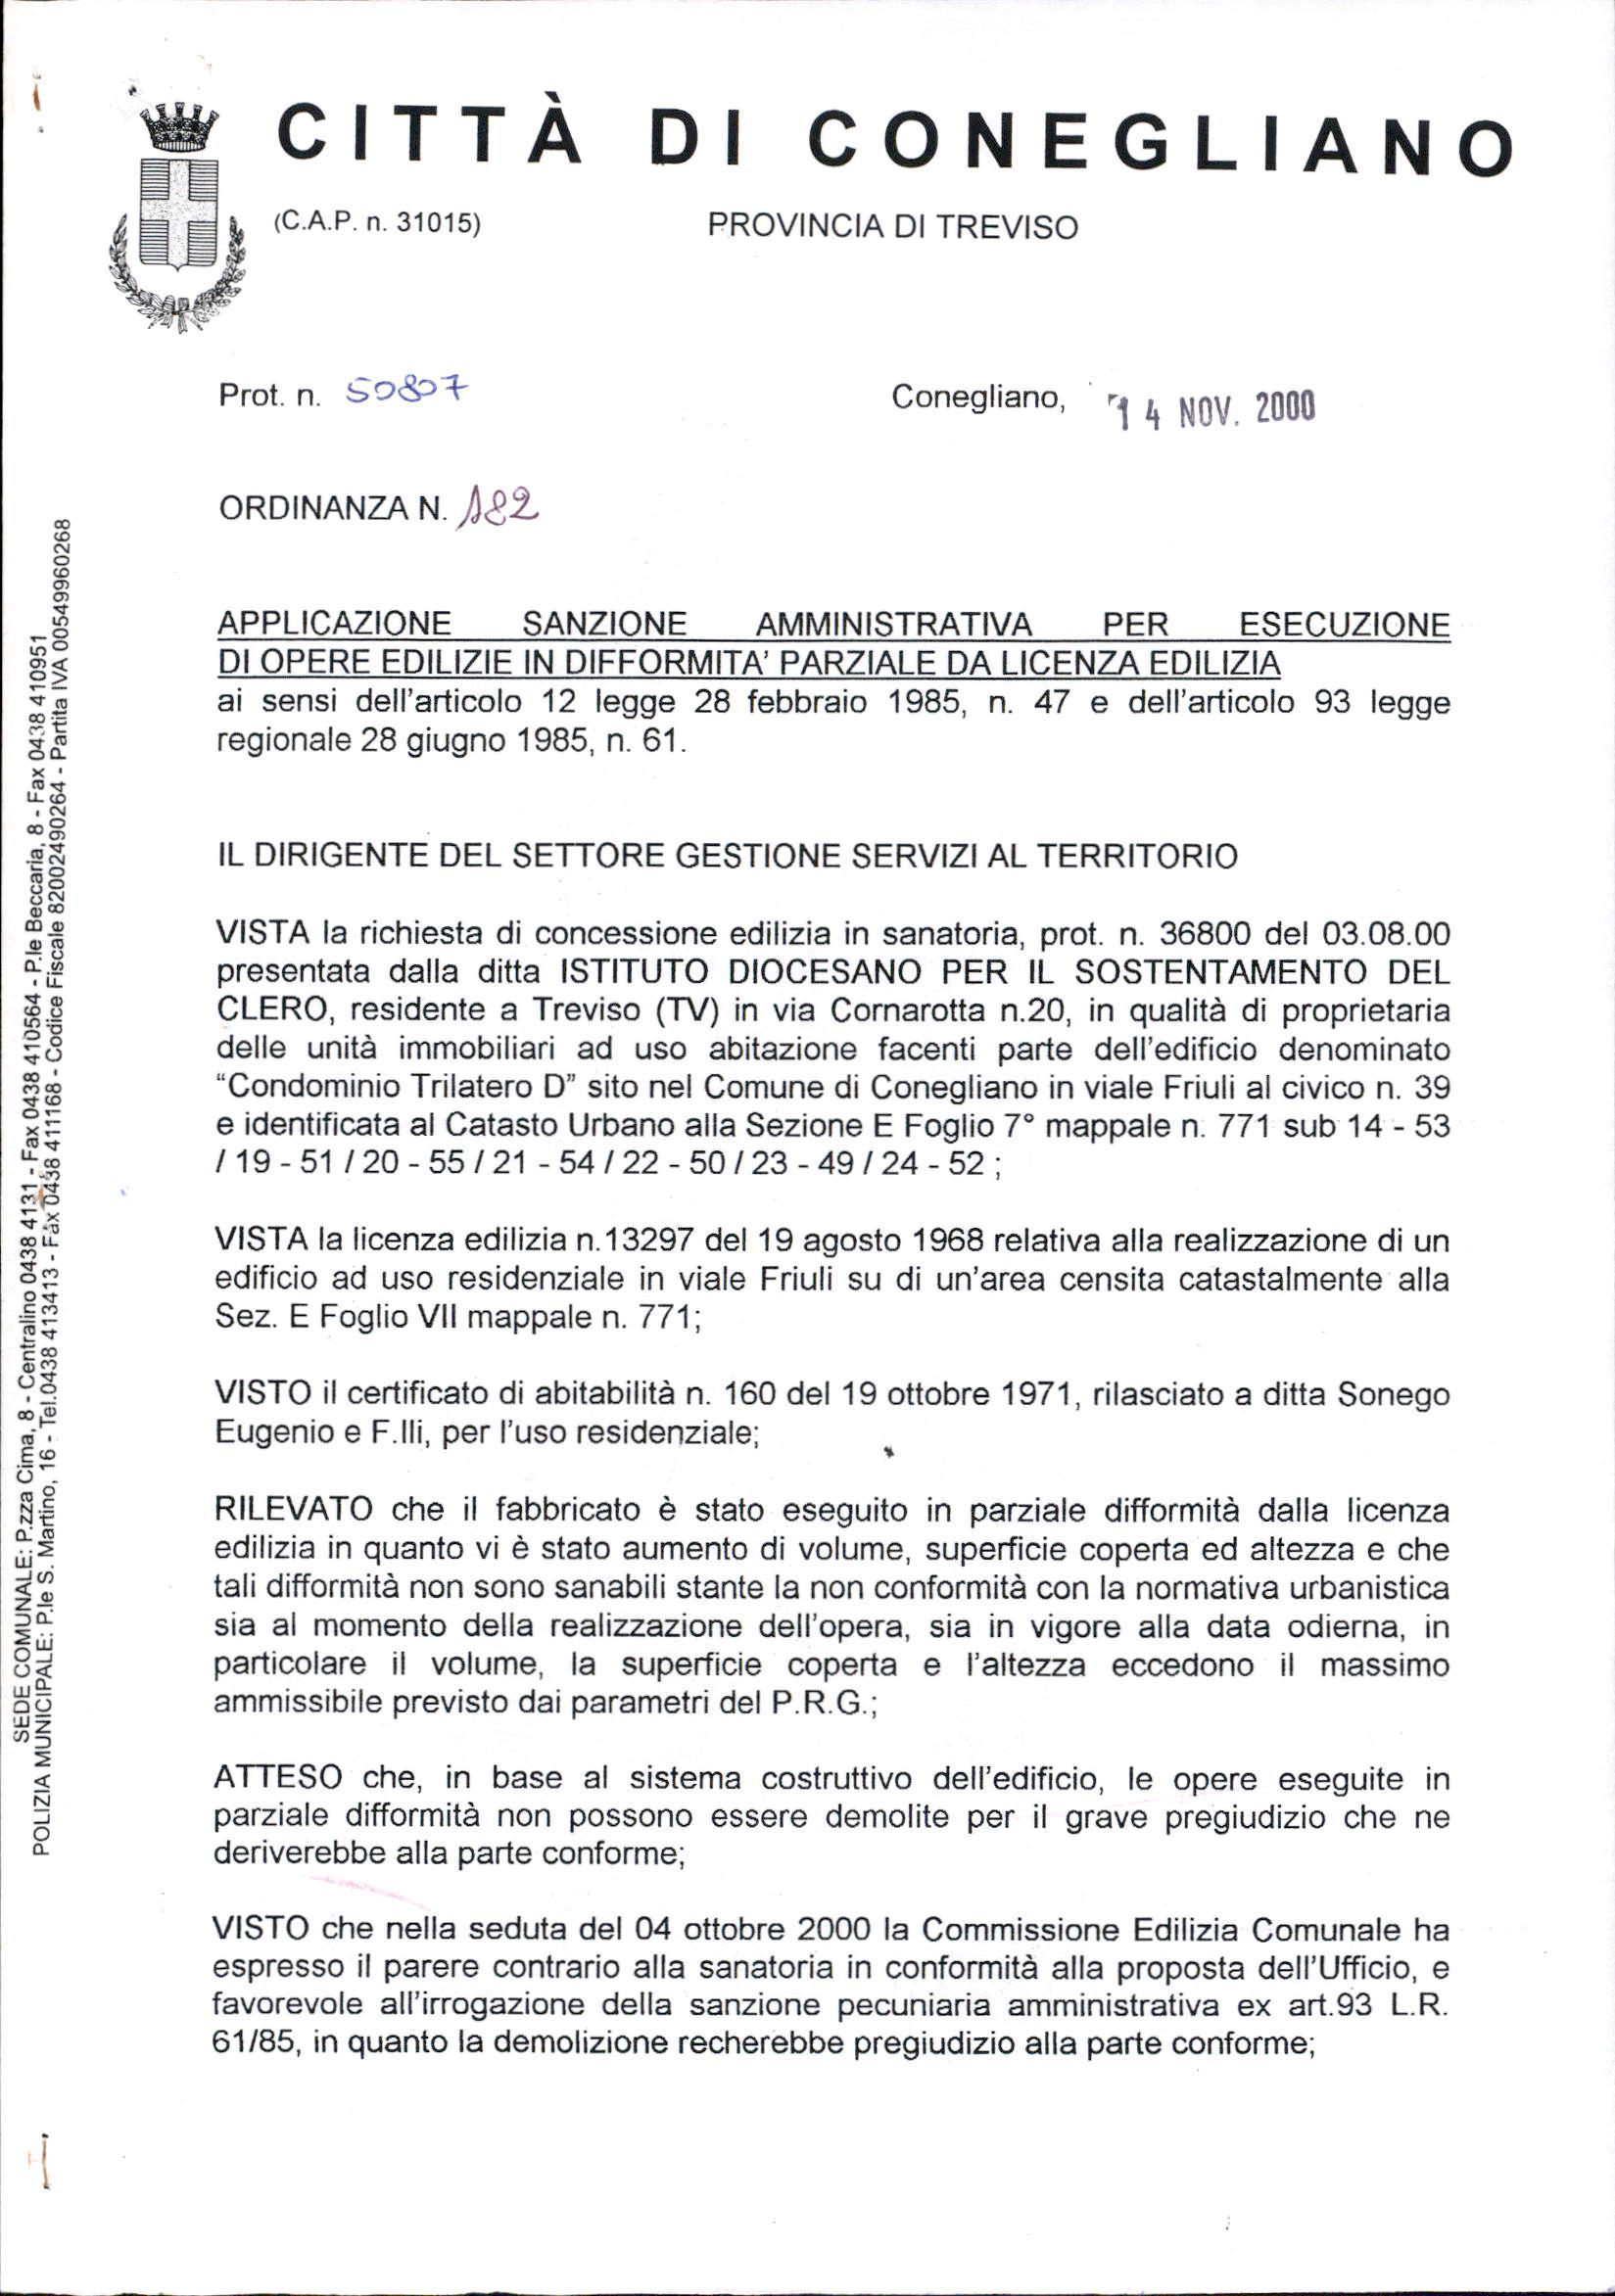 CITTÀ DI CONEGLIANO
(C.A.P. n. 31015)
PROVINCIA DI TREVISO
Prot. n. 50807
Conegliano, 14 NOV. 2000
ORDINANZA N. 182
APPLICAZIONE SANZIONE AMMINISTRATIVA PER ESECUZIONE
DI OPERE EDILIZIE IN DIFFORMITA' PARZIALE DA LICENZA EDILIZIA
ai sensi dell'articolo 12 legge 28 febbraio 1985, n. 47 e dell'articolo 93 legge
regionale 28 giugno 1985, n. 61.
IL DIRIGENTE DEL SETTORE GESTIONE SERVIZI AL TERRITORIO
VISTA la richiesta di concessione edilizia in sanatoria, prot. n. 36800 del 03.08.00
presentata dalla ditta ISTITUTO DIOCESANO PER IL SOSTENTAMENTO DEL
CLERO, residente a Treviso (TV) in via Cornarotta n.20, in qualità di proprietaria
delle unità immobiliari ad uso abitazione facenti parte dell'edificio denominato
“Condominio Trilatero D” sito nel Comune di Conegliano in viale Friuli al civico n. 39
e identificata al Catasto Urbano alla Sezione E Foglio 7° mappale n. 771 sub 14 - 53
/ 19 - 51 / 20 - 55 / 21 - 54 / 22 - 50 / 23 - 49 / 24 - 52 ;
VISTA la licenza edilizia n.13297 del 19 agosto 1968 relativa alla realizzazione di un
edificio ad uso residenziale in viale Friuli su di un'area censita catastalmente alla
Sez. E Foglio VII mappale n. 771;
VISTO il certificato di abitabilità n. 160 del 19 ottobre 1971, rilasciato a ditta Sonego
Eugenio e F.lli, per l'uso residenziale;
RILEVATO che il fabbricato è stato eseguito in parziale difformità dalla licenza
edilizia in quanto vi è stato aumento di volume, superficie coperta ed altezza e che
tali difformità non sono sanabili stante la non conformità con la normativa urbanistica
sia al momento della realizzazione dell'opera, sia in vigore alla data odierna, in
particolare il volume, la superficie coperta e l'altezza eccedono il massimo
ammissibile previsto dai parametri del P.R.G.;
ATTESO che, in base al sistema costruttivo dell'edificio, le opere eseguite in
parziale difformità non possono essere demolite per il grave pregiudizio che ne
deriverebbe alla parte conforme;
VISTO che nella seduta del 04 ottobre 2000 la Commissione Edilizia Comunale ha
espresso il parere contrario alla sanatoria in conformità alla proposta dell'Ufficio, e
favorevole all'irrogazione della sanzione pecuniaria amministrativa ex art.93 L.R.
61/85, in quanto la demolizione recherebbe pregiudizio alla parte conforme;
SEDE COMUNALE: P.zza Cima, 8 - Centralino 0438 4131 - Fax 0438 410564 - P.le Beccaria, 8 - Fax 0438 410951
POLIZIA MUNICIPALE: P.le S. Martino, 16 - Tel.0438 413413 - Fax 0438 411168 - Codice Fiscale 82002490264 - Partita IVA 00549960268